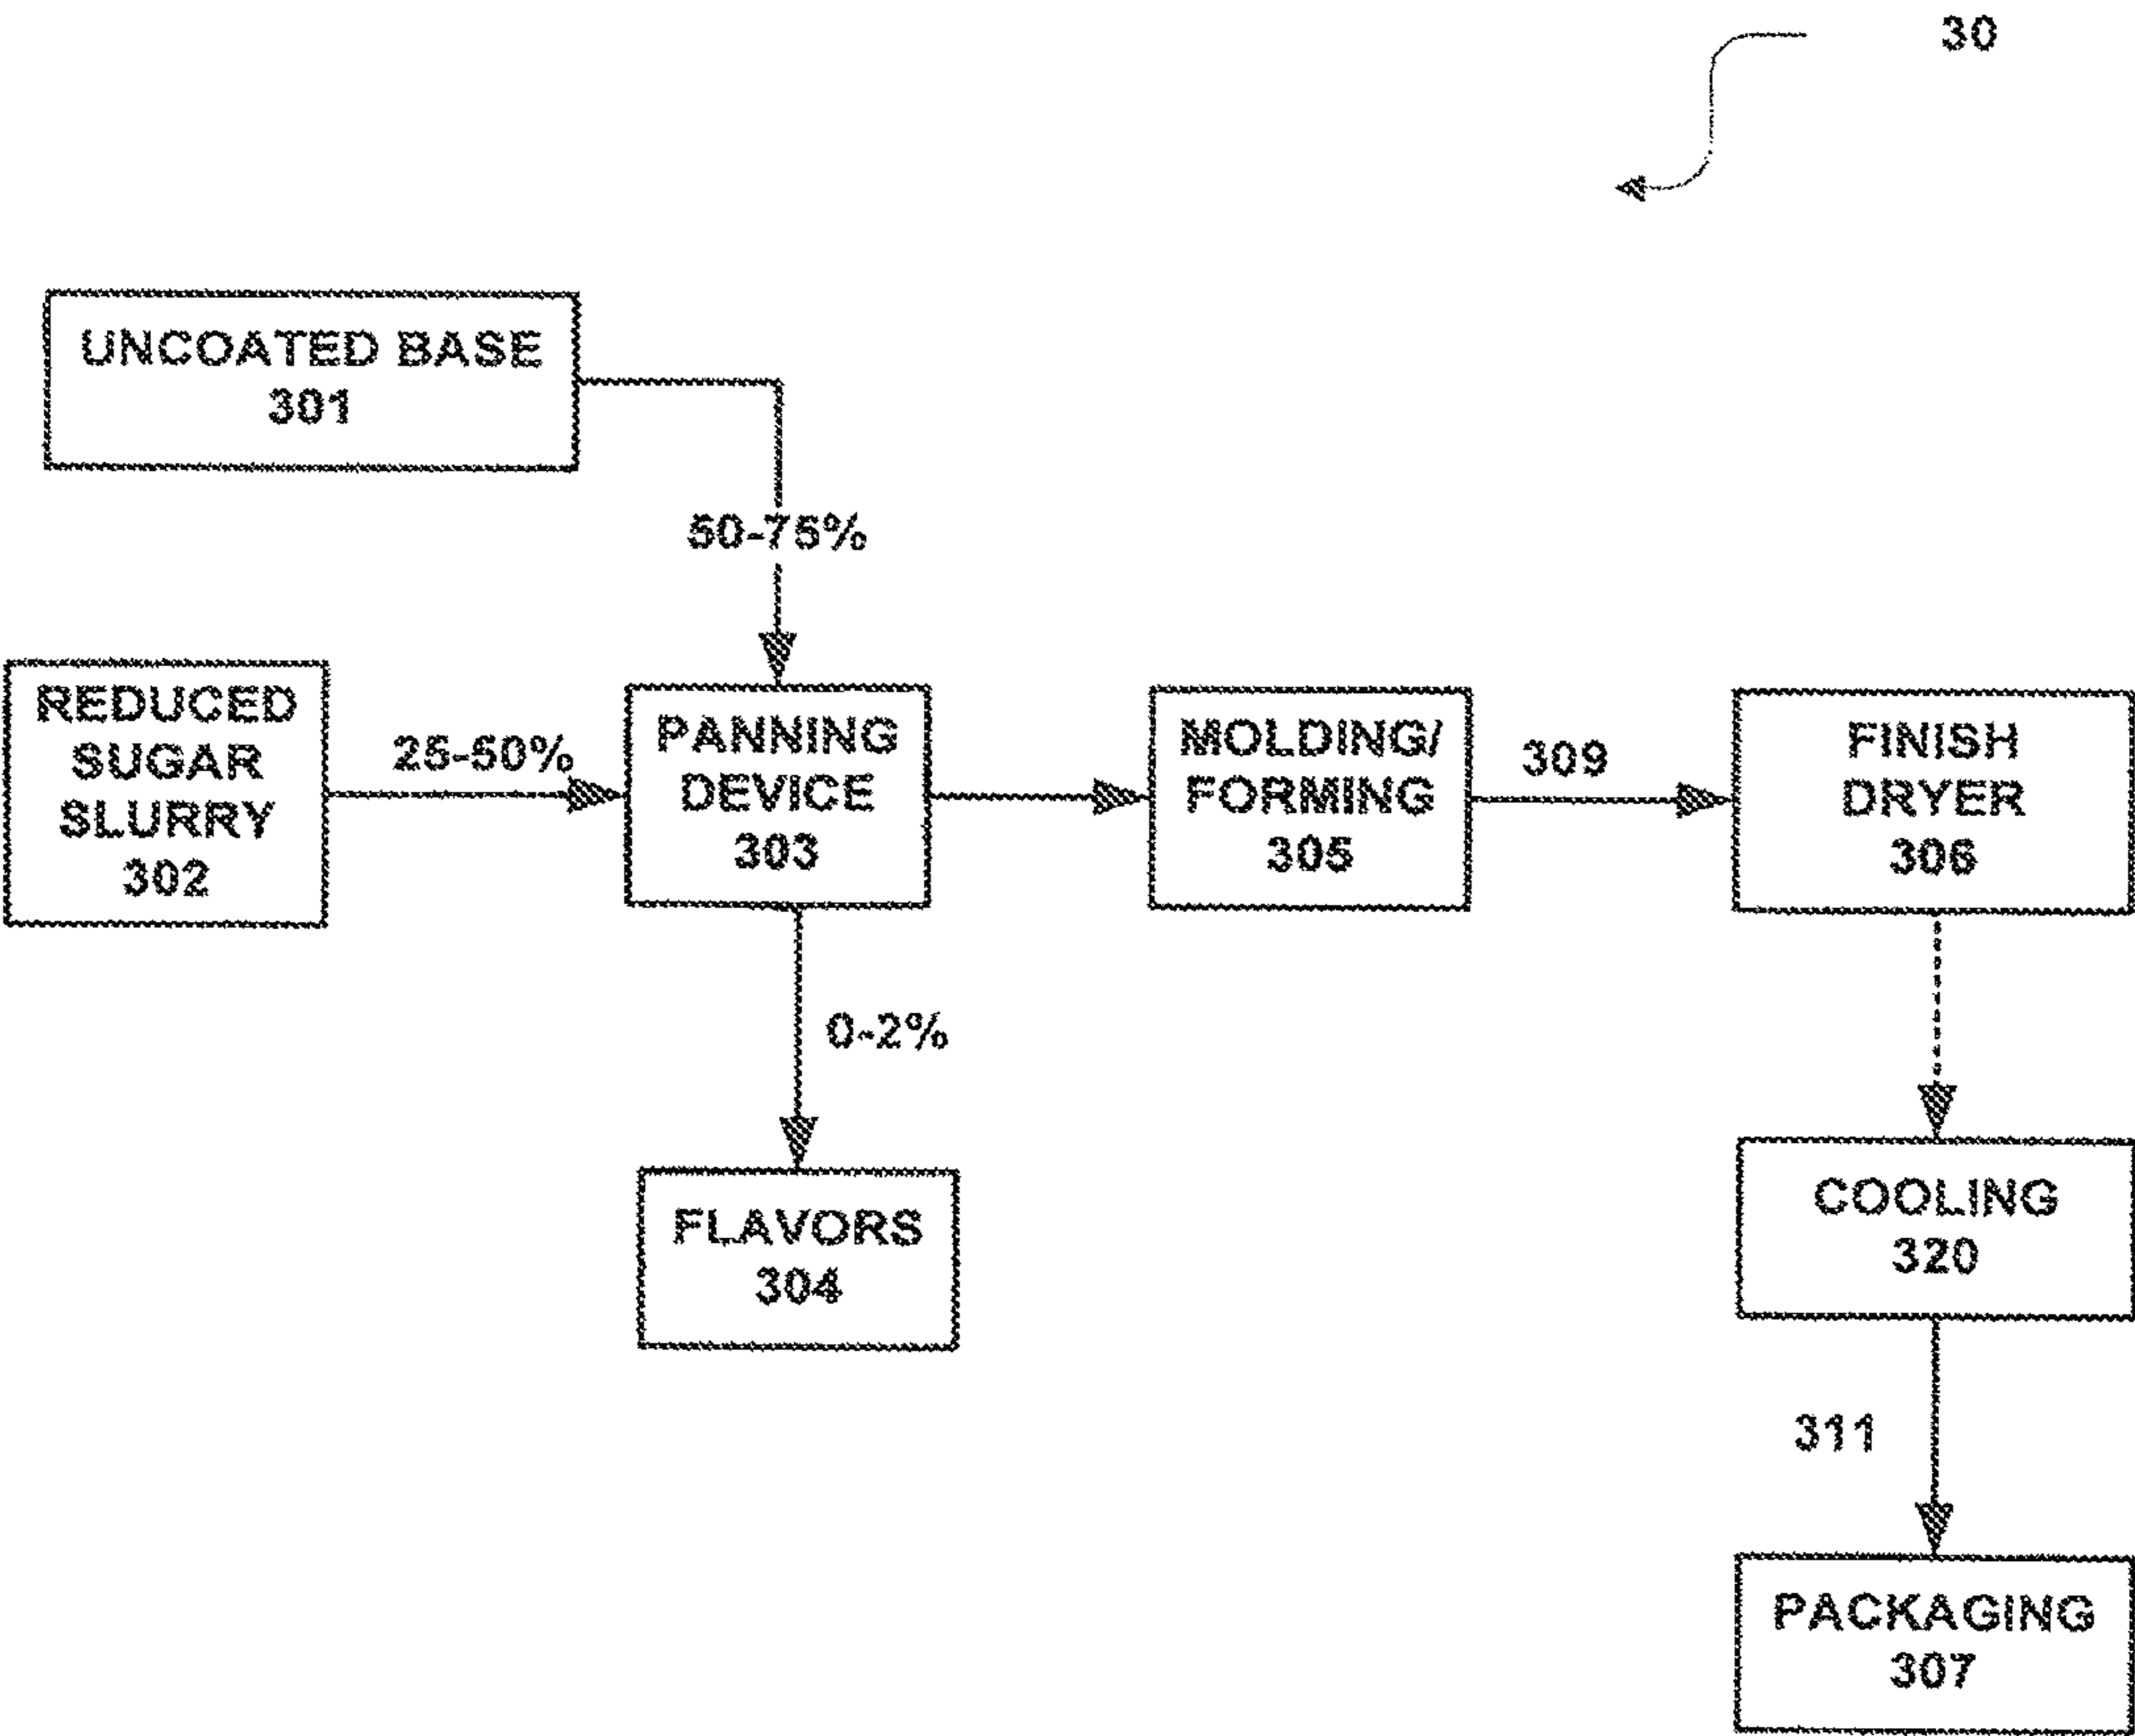 30
UNCOATED BASE
301
50-75%
REDUCED
SUGAR
SLURRY
302
25-50%
PANNING
DEVICE
303
MOLDING/
FORMING
305
309
FINISH
DRYER
306
0-2%
FLAVORS
304
COOLING
320
311
PACKAGING
307